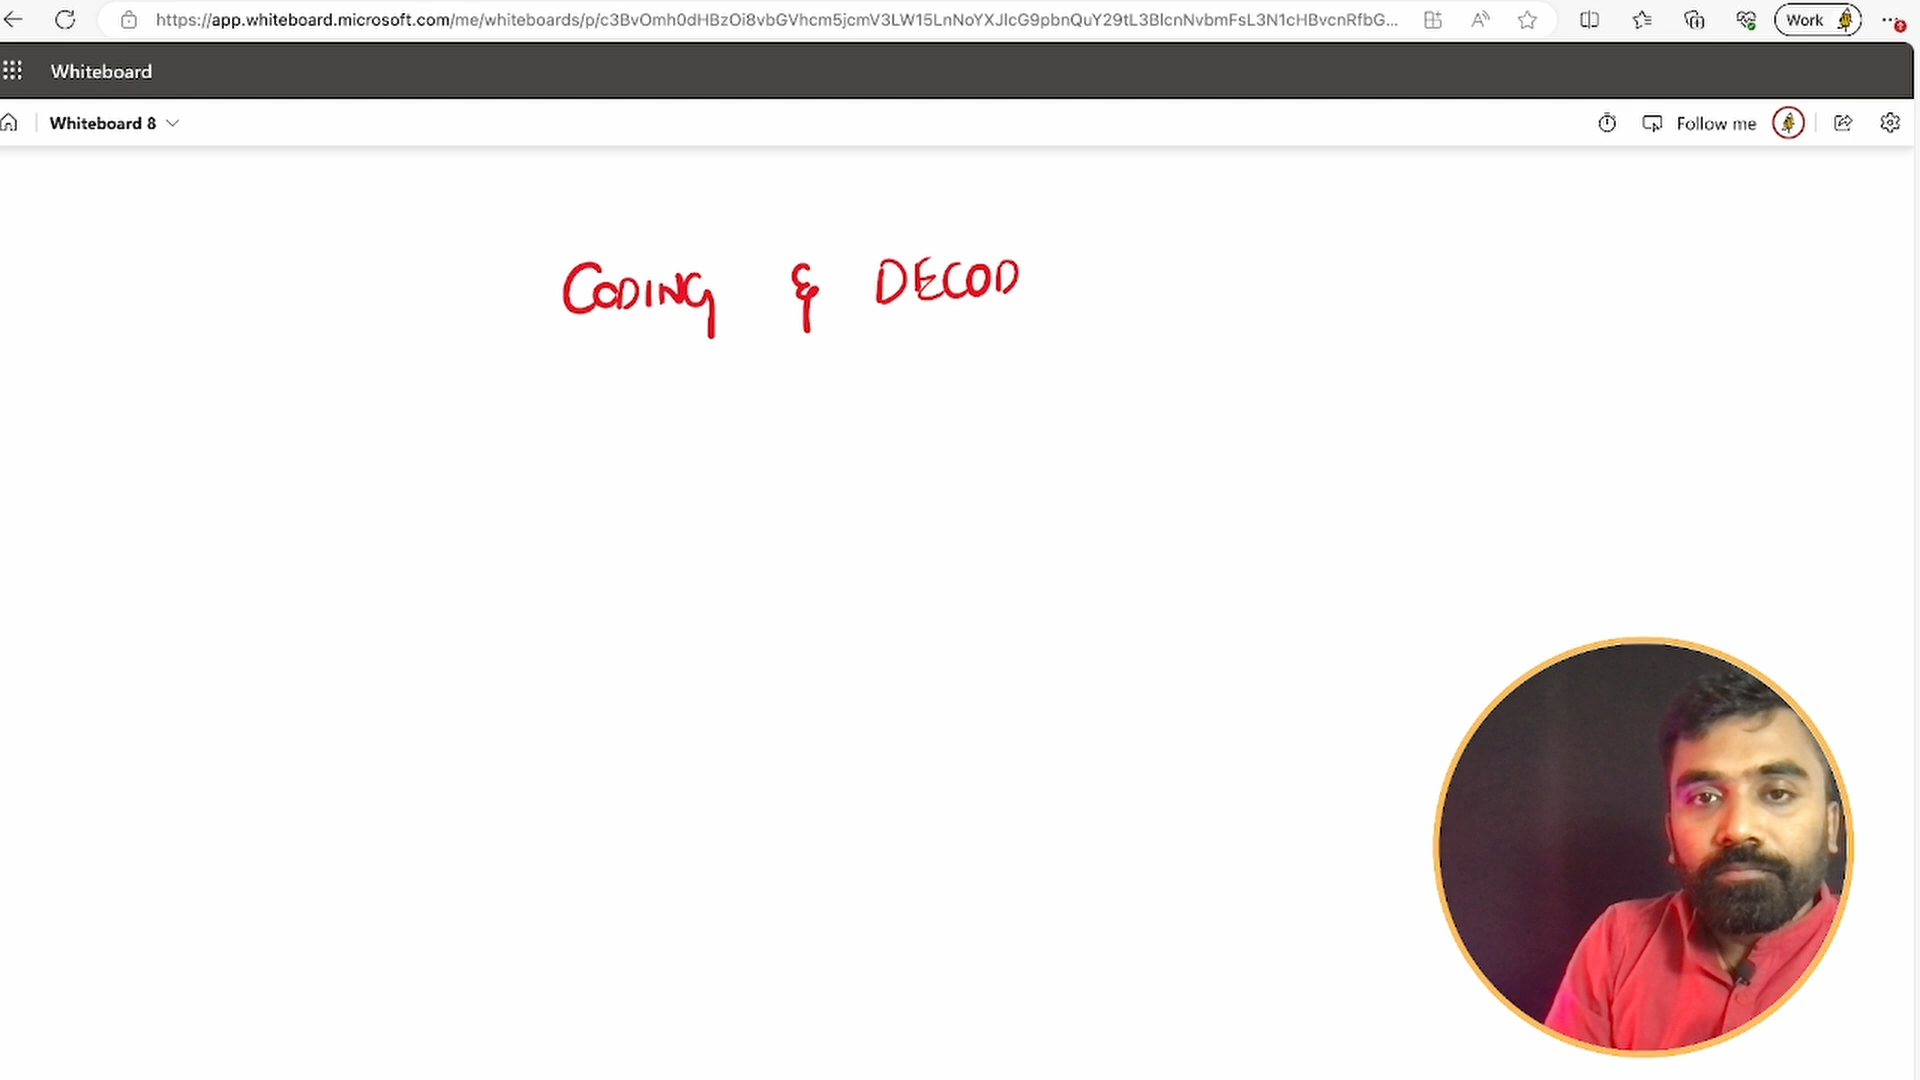 https://app.whiteboard.microsoft.com/me/whiteboards/p/c3BvOmh0dHBzOi8vbGVhcm5jcmV3LW15LnNoYXJlcG9pbnQuY29tL3BlcnNvbmFsL3N1cHBvcnRfbG... Work
Whiteboard
Whiteboard 8 Follow me
CODING & DECOD